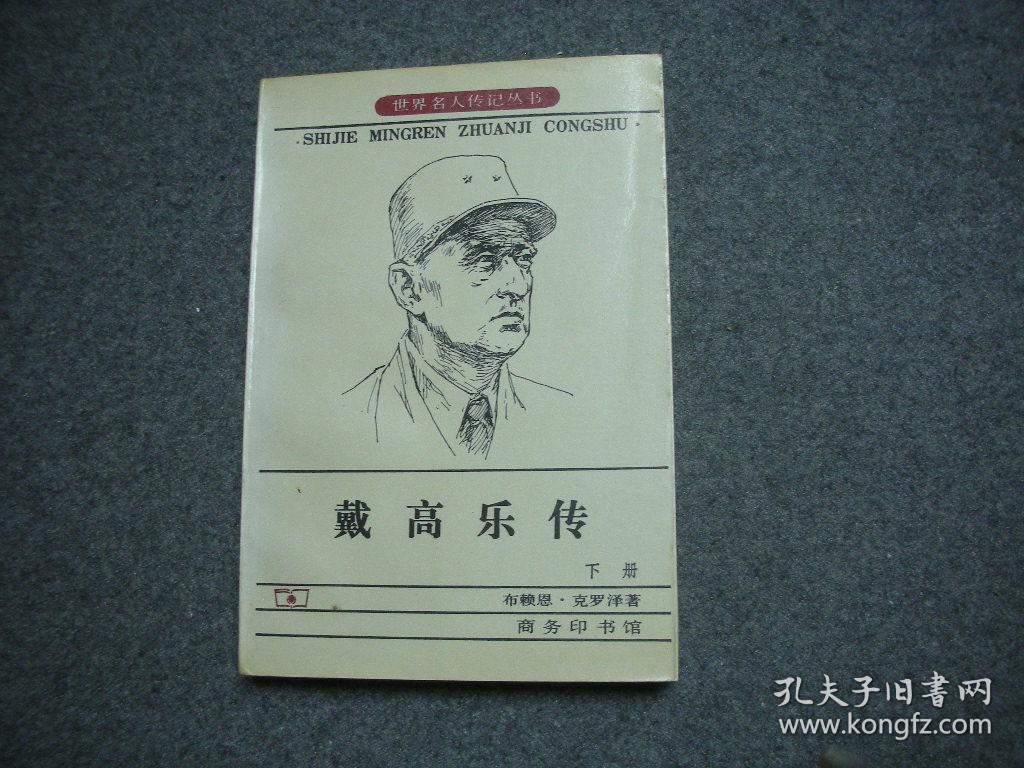 世界名人传记丛书
·SHIJIE MINGREN ZHUANJI CONGSHU·
戴高乐传
下册
布赖恩·克罗泽著
商务印书馆
孔夫子旧書网
www.kongfz.com